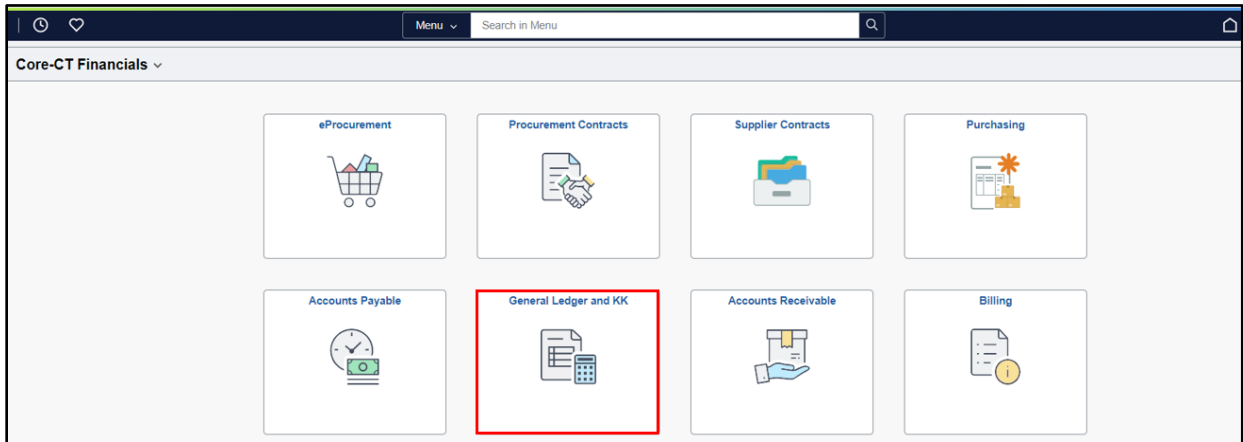 Menu
Search in Menu
Core-CT Financials
eProcurement
Procurement Contracts
Supplier Contracts
Purchasing
Accounts Payable
General Ledger and KK
Accounts Receivable
Billing